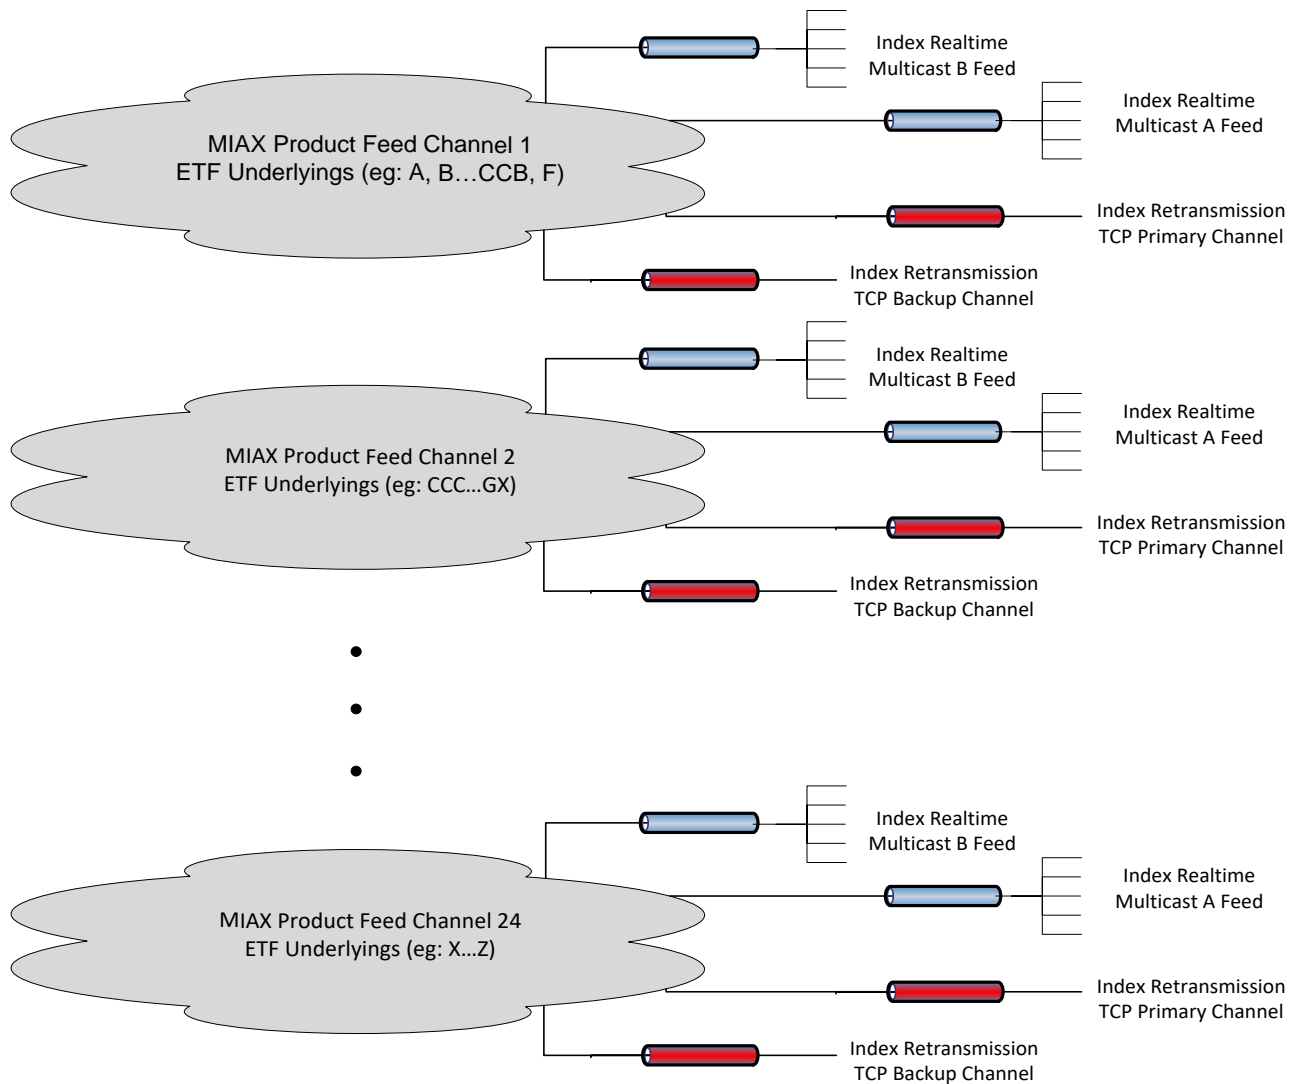 Index Realtime
Multicast B Feed
Index Realtime
Multicast A Feed
MIAX Product Feed Channel 1
ETF Underlyings (eg: A, B…CCB, F)
Index Retransmission
TCP Primary Channel
Index Retransmission
TCP Backup Channel
Index Realtime
Multicast B Feed
Index Realtime
Multicast A Feed
MIAX Product Feed Channel 2
ETF Underlyings (eg: CCC…GX)
Index Retransmission
TCP Primary Channel
Index Retransmission
TCP Backup Channel
Index Realtime
Multicast B Feed
Index Realtime
Multicast A Feed
MIAX Product Feed Channel 24
ETF Underlyings (eg: X…Z)
Index Retransmission
TCP Primary Channel
Index Retransmission
TCP Backup Channel